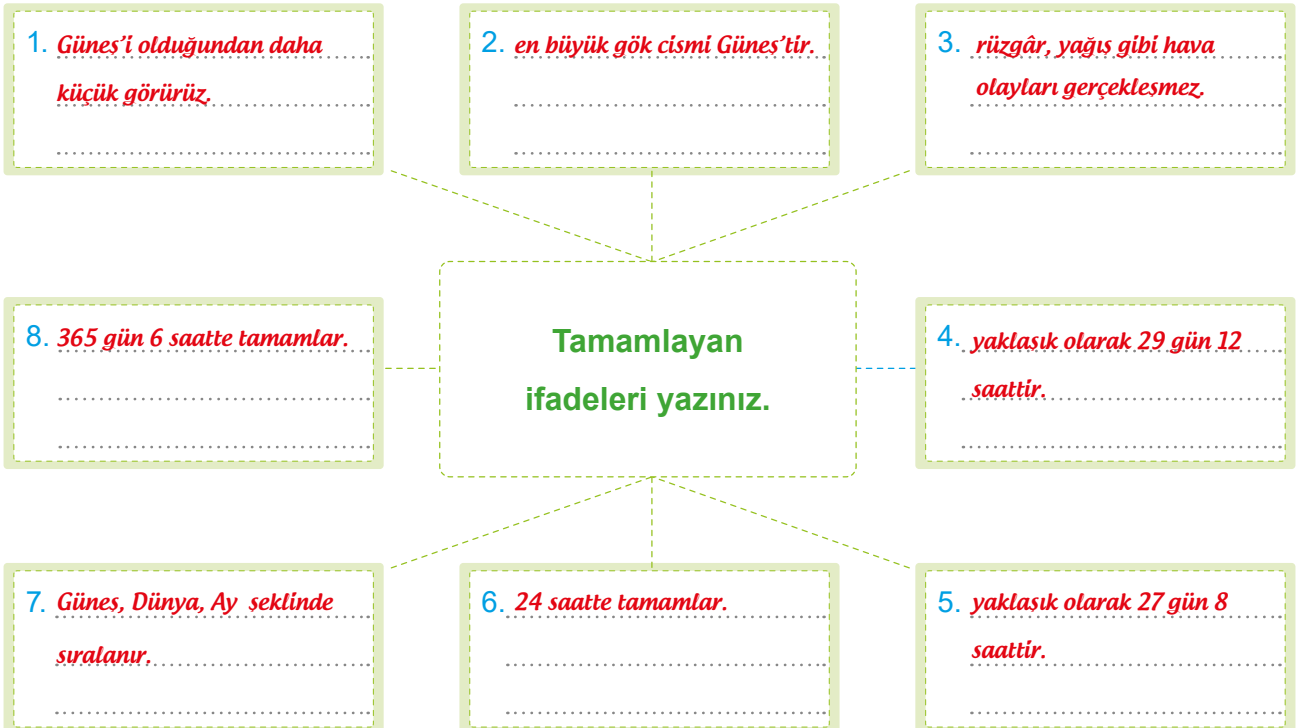 1. Güneş’i olduğundan daha
küçük görürüz.
2. en büyük gök cismi Güneş’tir.
3. rüzgâr, yağış gibi hava
olayları gerçekleşmez.
8. 365 gün 6 saatte tamamlar.
Tamamlayan
ifadeleri yazınız.
4. yaklaşık olarak 29 gün 12
saattir.
7. Güneş, Dünya, Ay şeklinde
sıralanır.
6. 24 saatte tamamlar.
5. yaklaşık olarak 27 gün 8
saattir.